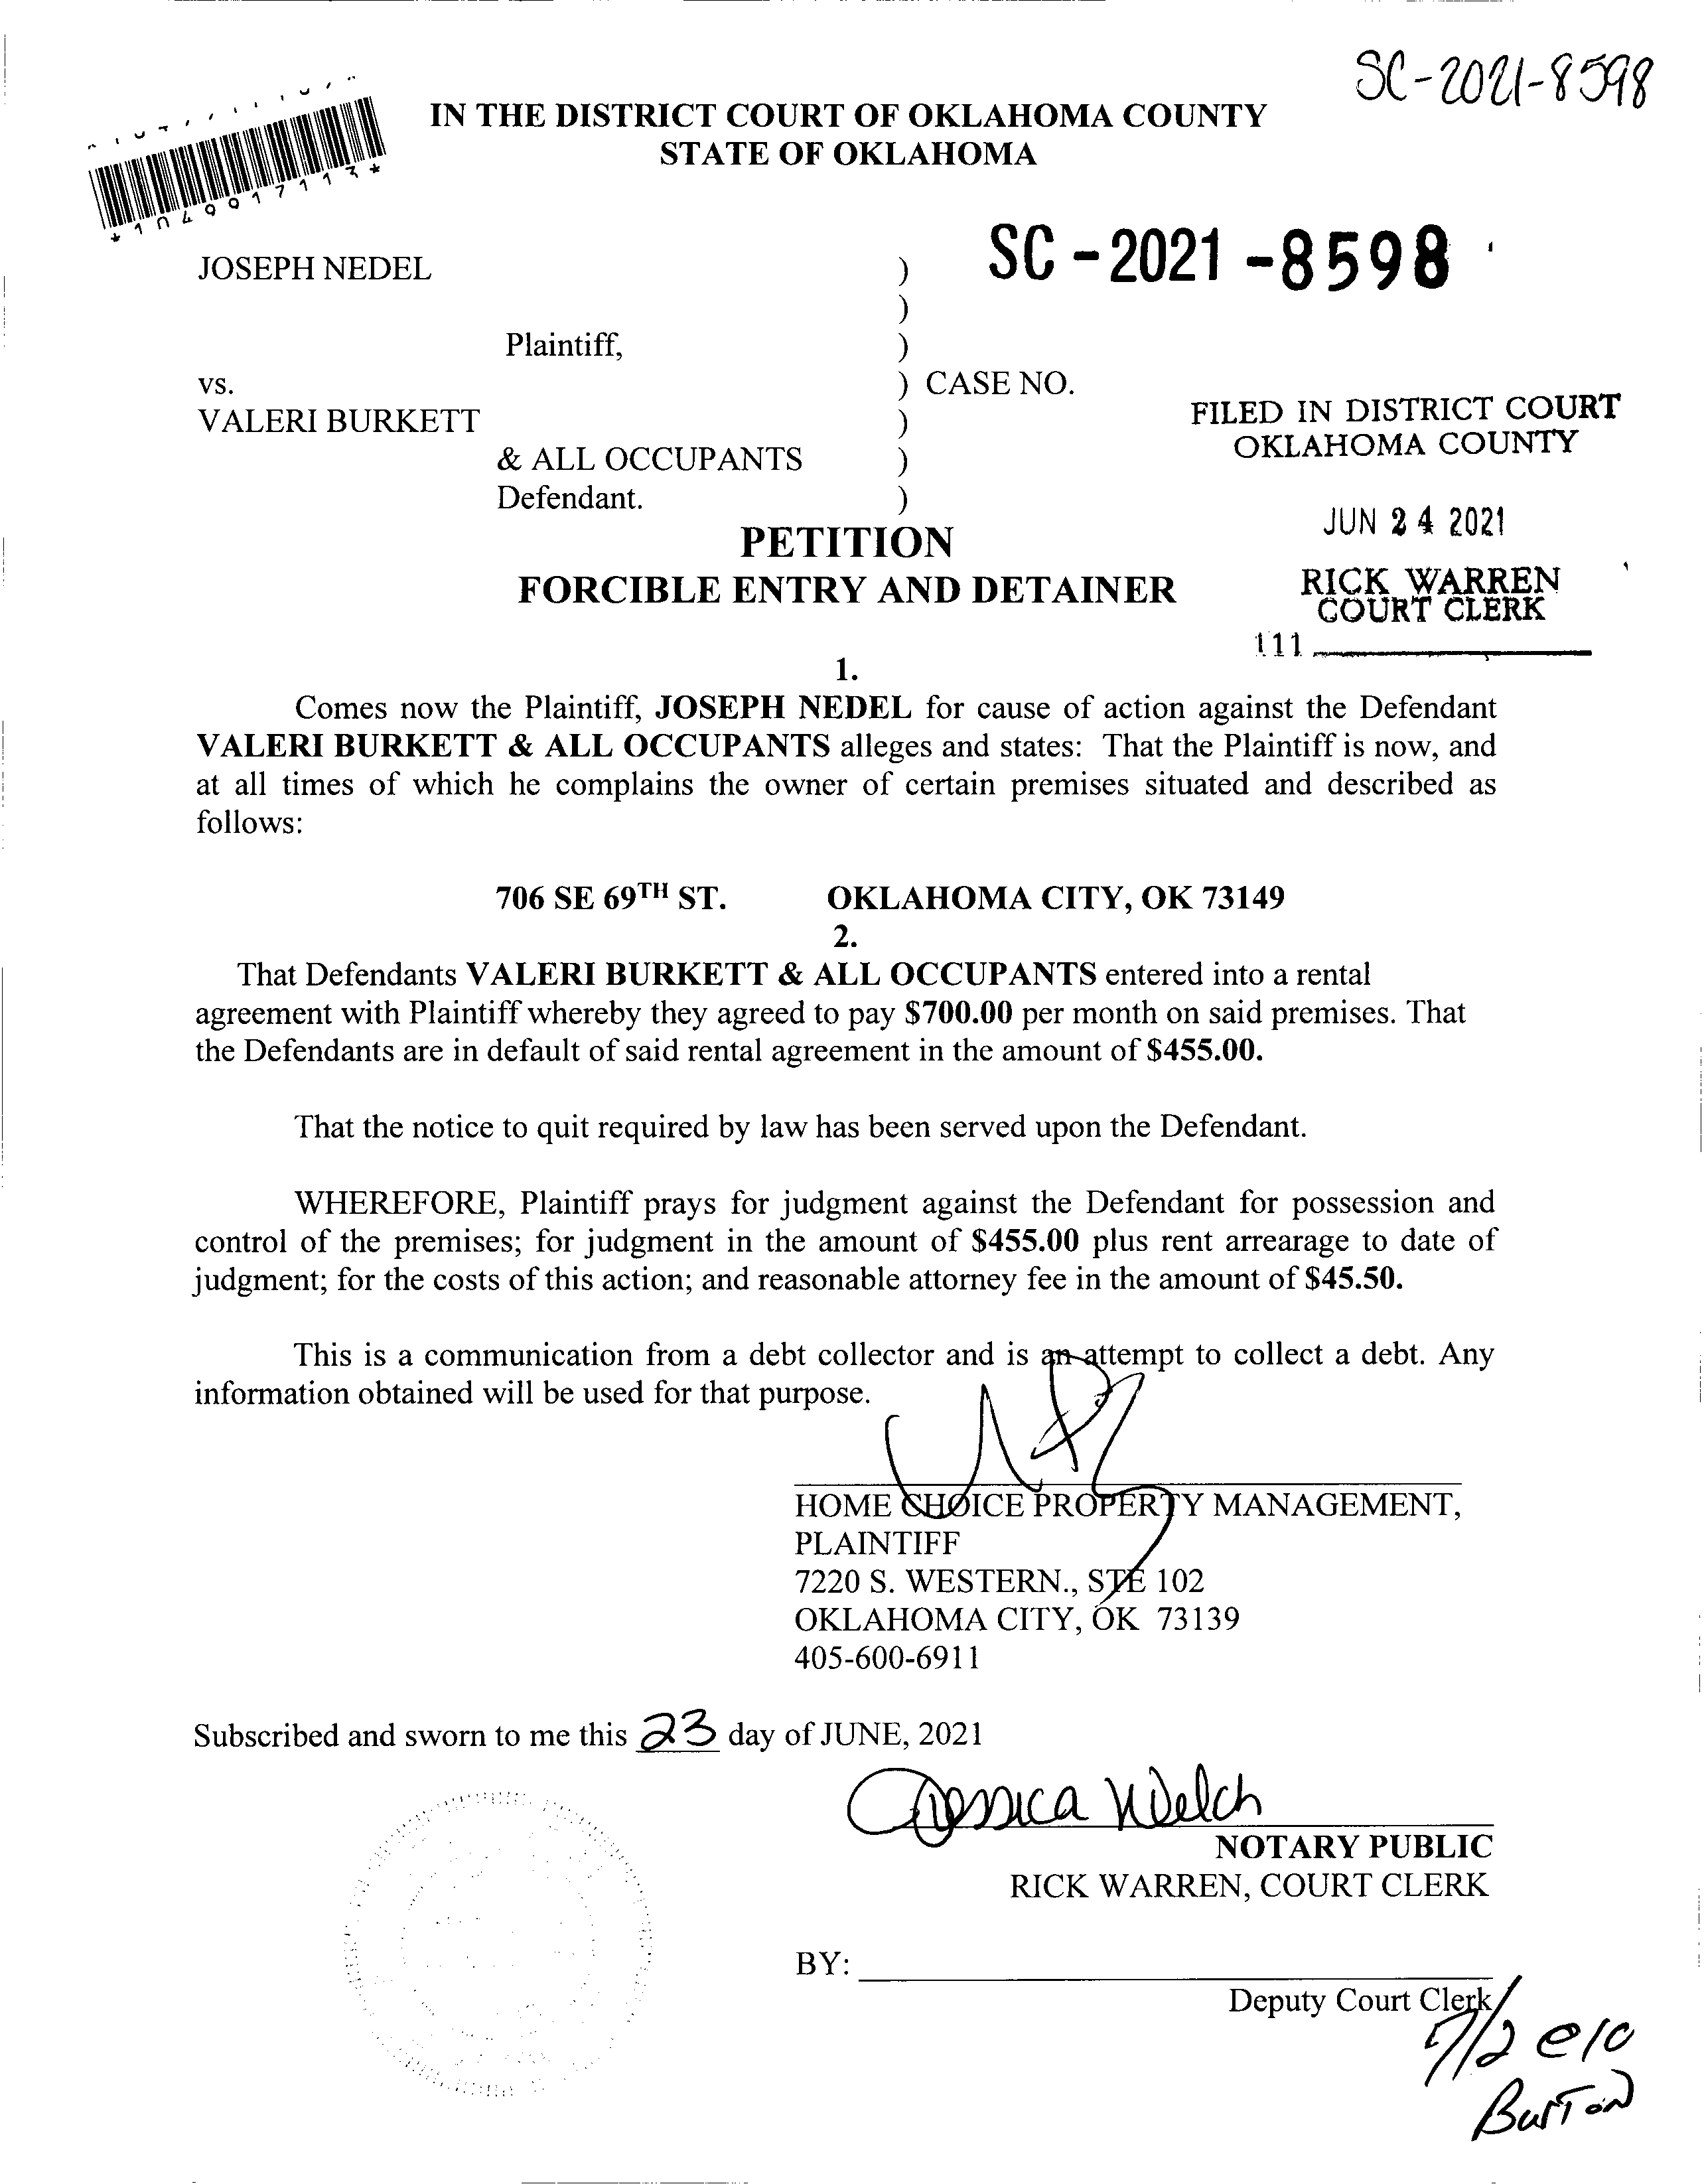 SC-2021-8598
IN THE DISTRICT COURT OF OKLAHOMA COUNTY
STATE OF OKLAHOMA
*1049917113*
SC-2021-8598
JOSEPH NEDEL )
)
Plaintiff, )
vs. ) CASE NO.
VALERI BURKETT )
& ALL OCCUPANTS )
Defendant. )
FILED IN DISTRICT COURT
OKLAHOMA COUNTY
JUN 24 2021
RICK WARREN
COURT CLERK
111
PETITION
FORCIBLE ENTRY AND DETAINER
1.
Comes now the Plaintiff, JOSEPH NEDEL for cause of action against the Defendant
VALERI BURKETT & ALL OCCUPANTS alleges and states: That the Plaintiff is now, and
at all times of which he complains the owner of certain premises situated and described as
follows:
706 SE 69TH ST. OKLAHOMA CITY, OK 73149
2.
That Defendants VALERI BURKETT & ALL OCCUPANTS entered into a rental
agreement with Plaintiff whereby they agreed to pay $700.00 per month on said premises. That
the Defendants are in default of said rental agreement in the amount of $455.00.
That the notice to quit required by law has been served upon the Defendant.
WHEREFORE, Plaintiff prays for judgment against the Defendant for possession and
control of the premises; for judgment in the amount of $455.00 plus rent arrearage to date of
judgment; for the costs of this action; and reasonable attorney fee in the amount of $45.50.
This is a communication from a debt collector and is an attempt to collect a debt. Any
information obtained will be used for that purpose.
HOME CHOICE PROPERTY MANAGEMENT,
PLAINTIFF
7220 S. WESTERN., STE 102
OKLAHOMA CITY, OK 73139
405-600-6911
Subscribed and sworn to me this 23 day of JUNE, 2021
Jessica Welch
NOTARY PUBLIC
RICK WARREN, COURT CLERK
BY:
Deputy Court Clerk
7/2 @10
Burton